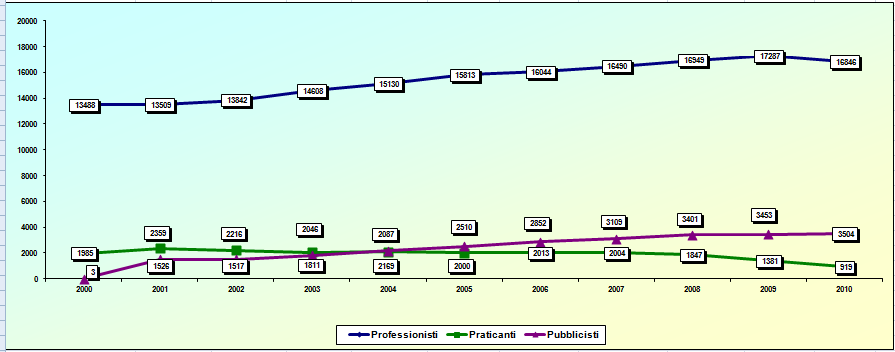 20000
18000
16000
14000
12000
10000
8000
6000
4000
2000
0
13488 13509 13842 14608 15130 15813 16044 16490 16949 17287 16846
1985 2359 2216 2046 2087 2000 2013 2004 1847 1381 919
3 1526 1517 1811 2169 2510 2852 3109 3401 3453 3504
2000 2001 2002 2003 2004 2005 2006 2007 2008 2009 2010
Professionisti Praticanti Pubblicisti